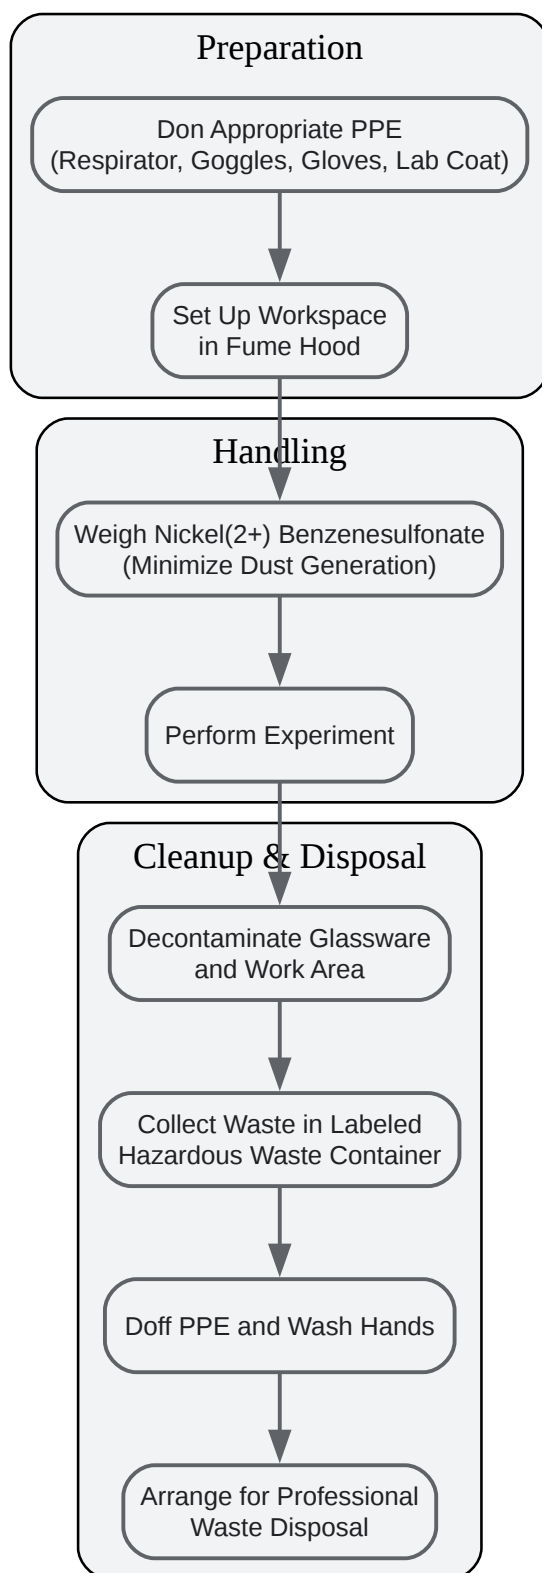 Preparation
Don Appropriate PPE
(Respirator, Goggles, Gloves, Lab Coat)
Set Up Workspace
in Fume Hood
Handling
Weigh Nickel(2+) Benzenesulfonate
(Minimize Dust Generation)
Perform Experiment
Cleanup & Disposal
Decontaminate Glassware
and Work Area
Collect Waste in Labeled
Hazardous Waste Container
Doff PPE and Wash Hands
Arrange for Professional
Waste Disposal